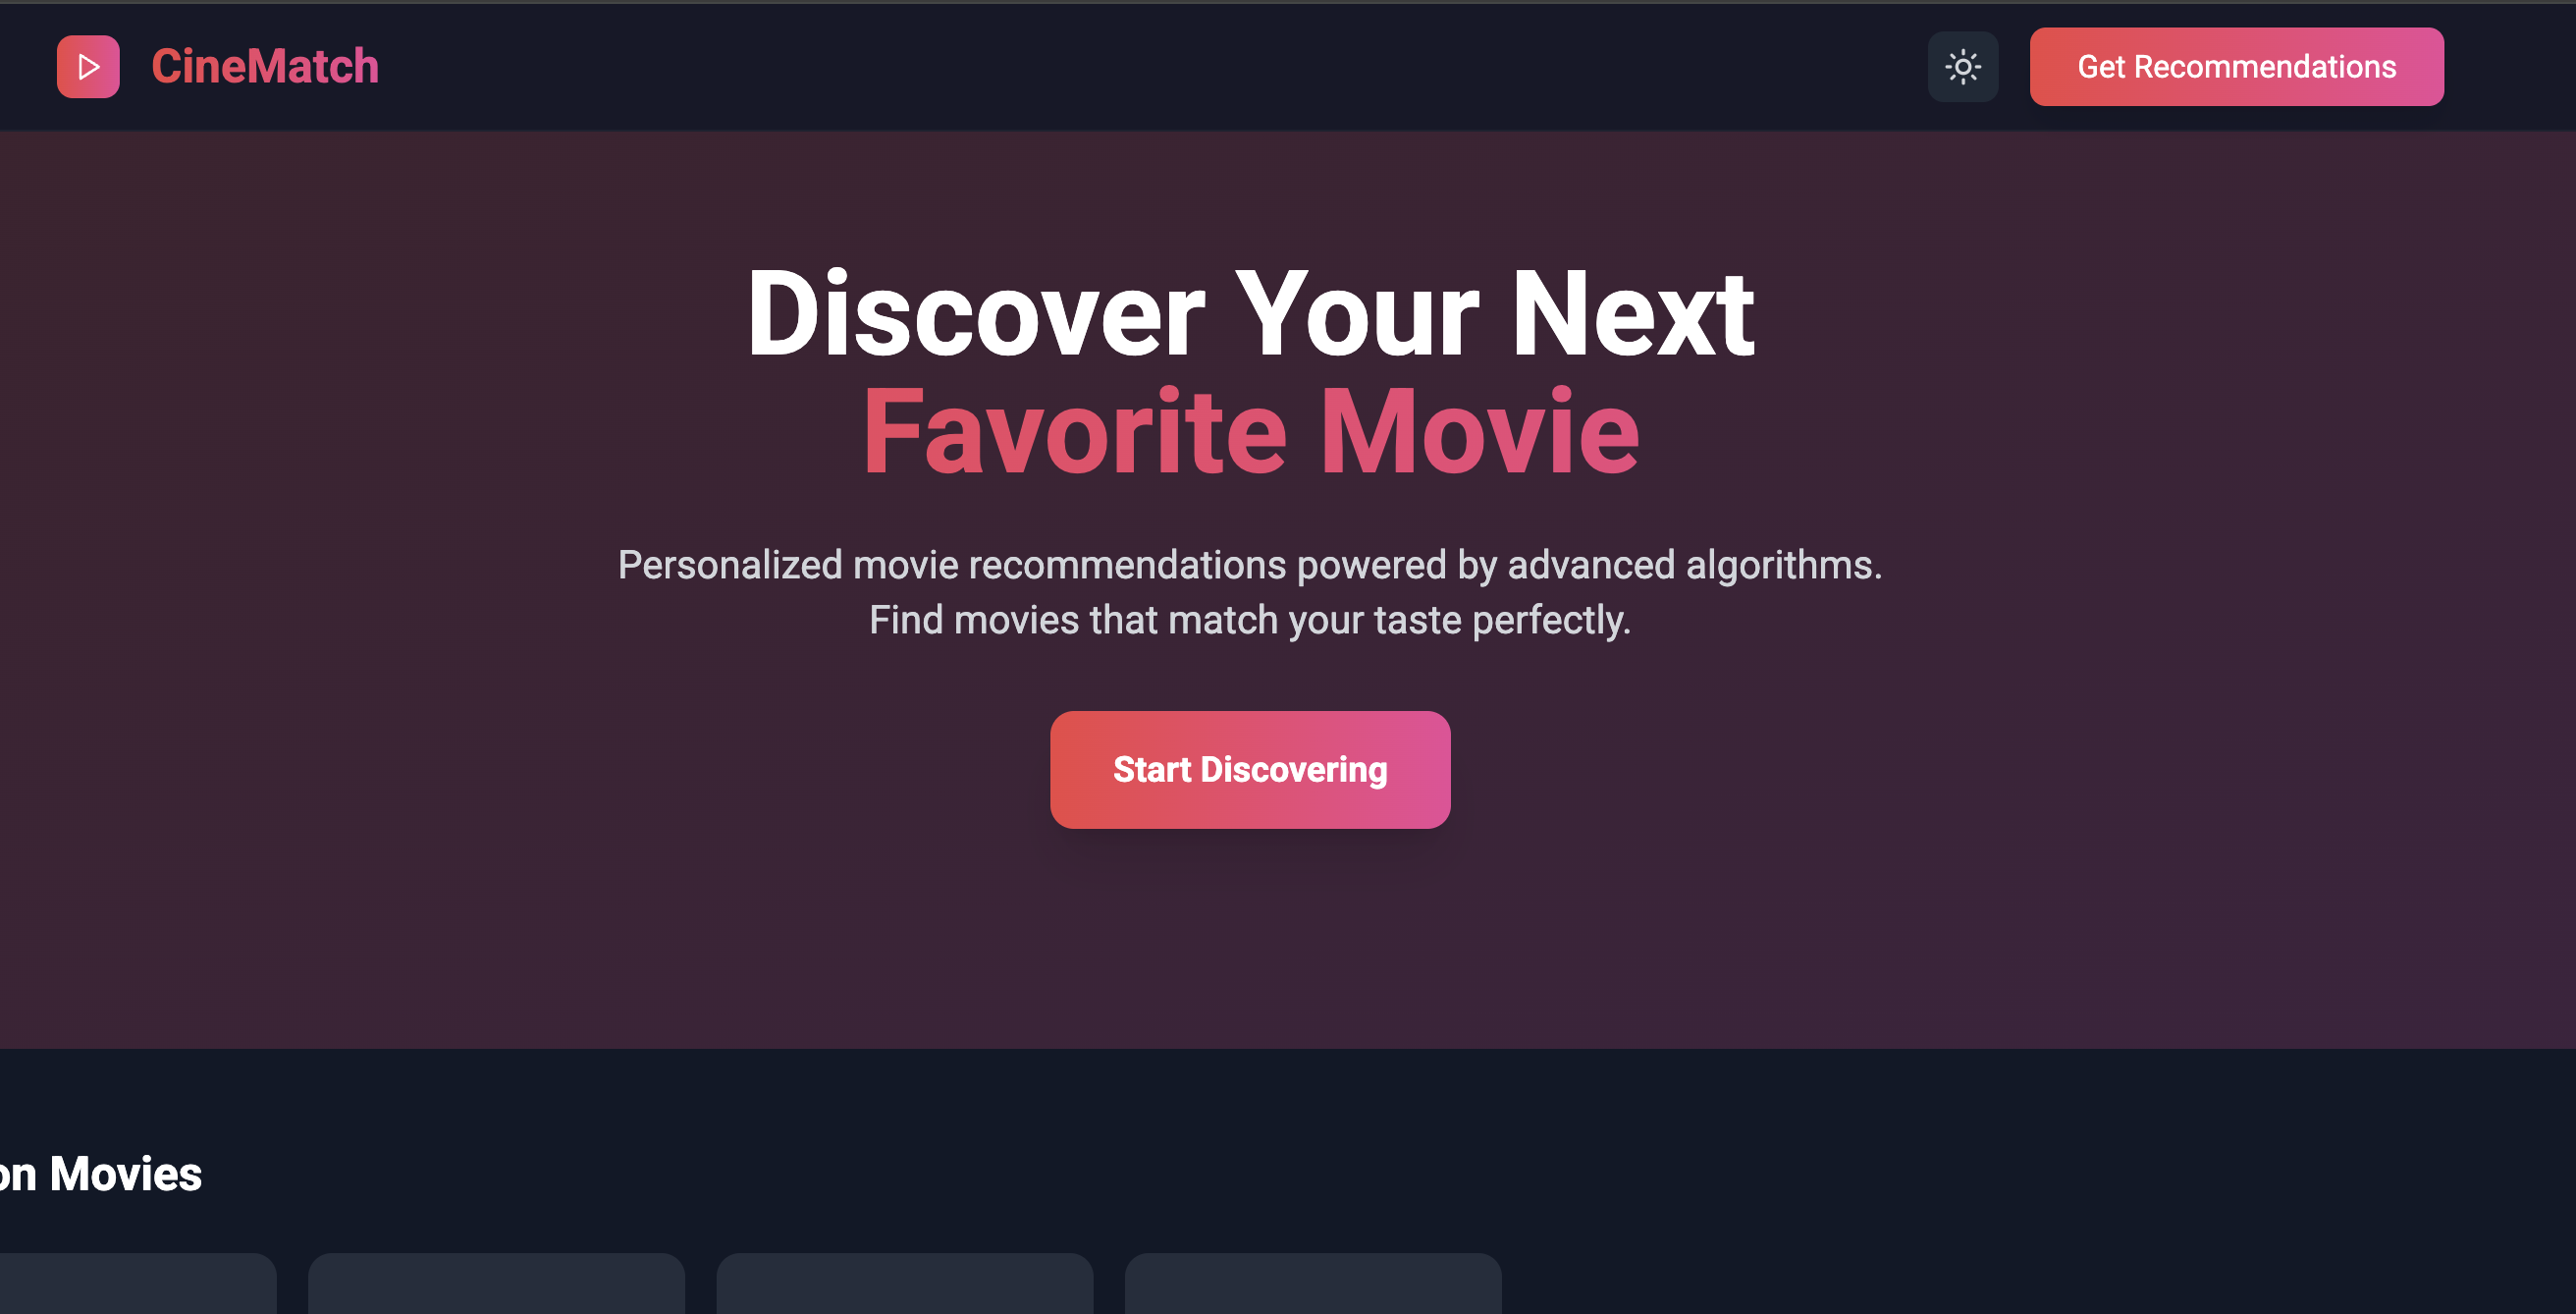 CineMatch
Get Recommendations
Discover Your Next
Favorite Movie
Personalized movie recommendations powered by advanced algorithms.
Find movies that match your taste perfectly.
Start Discovering
on Movies